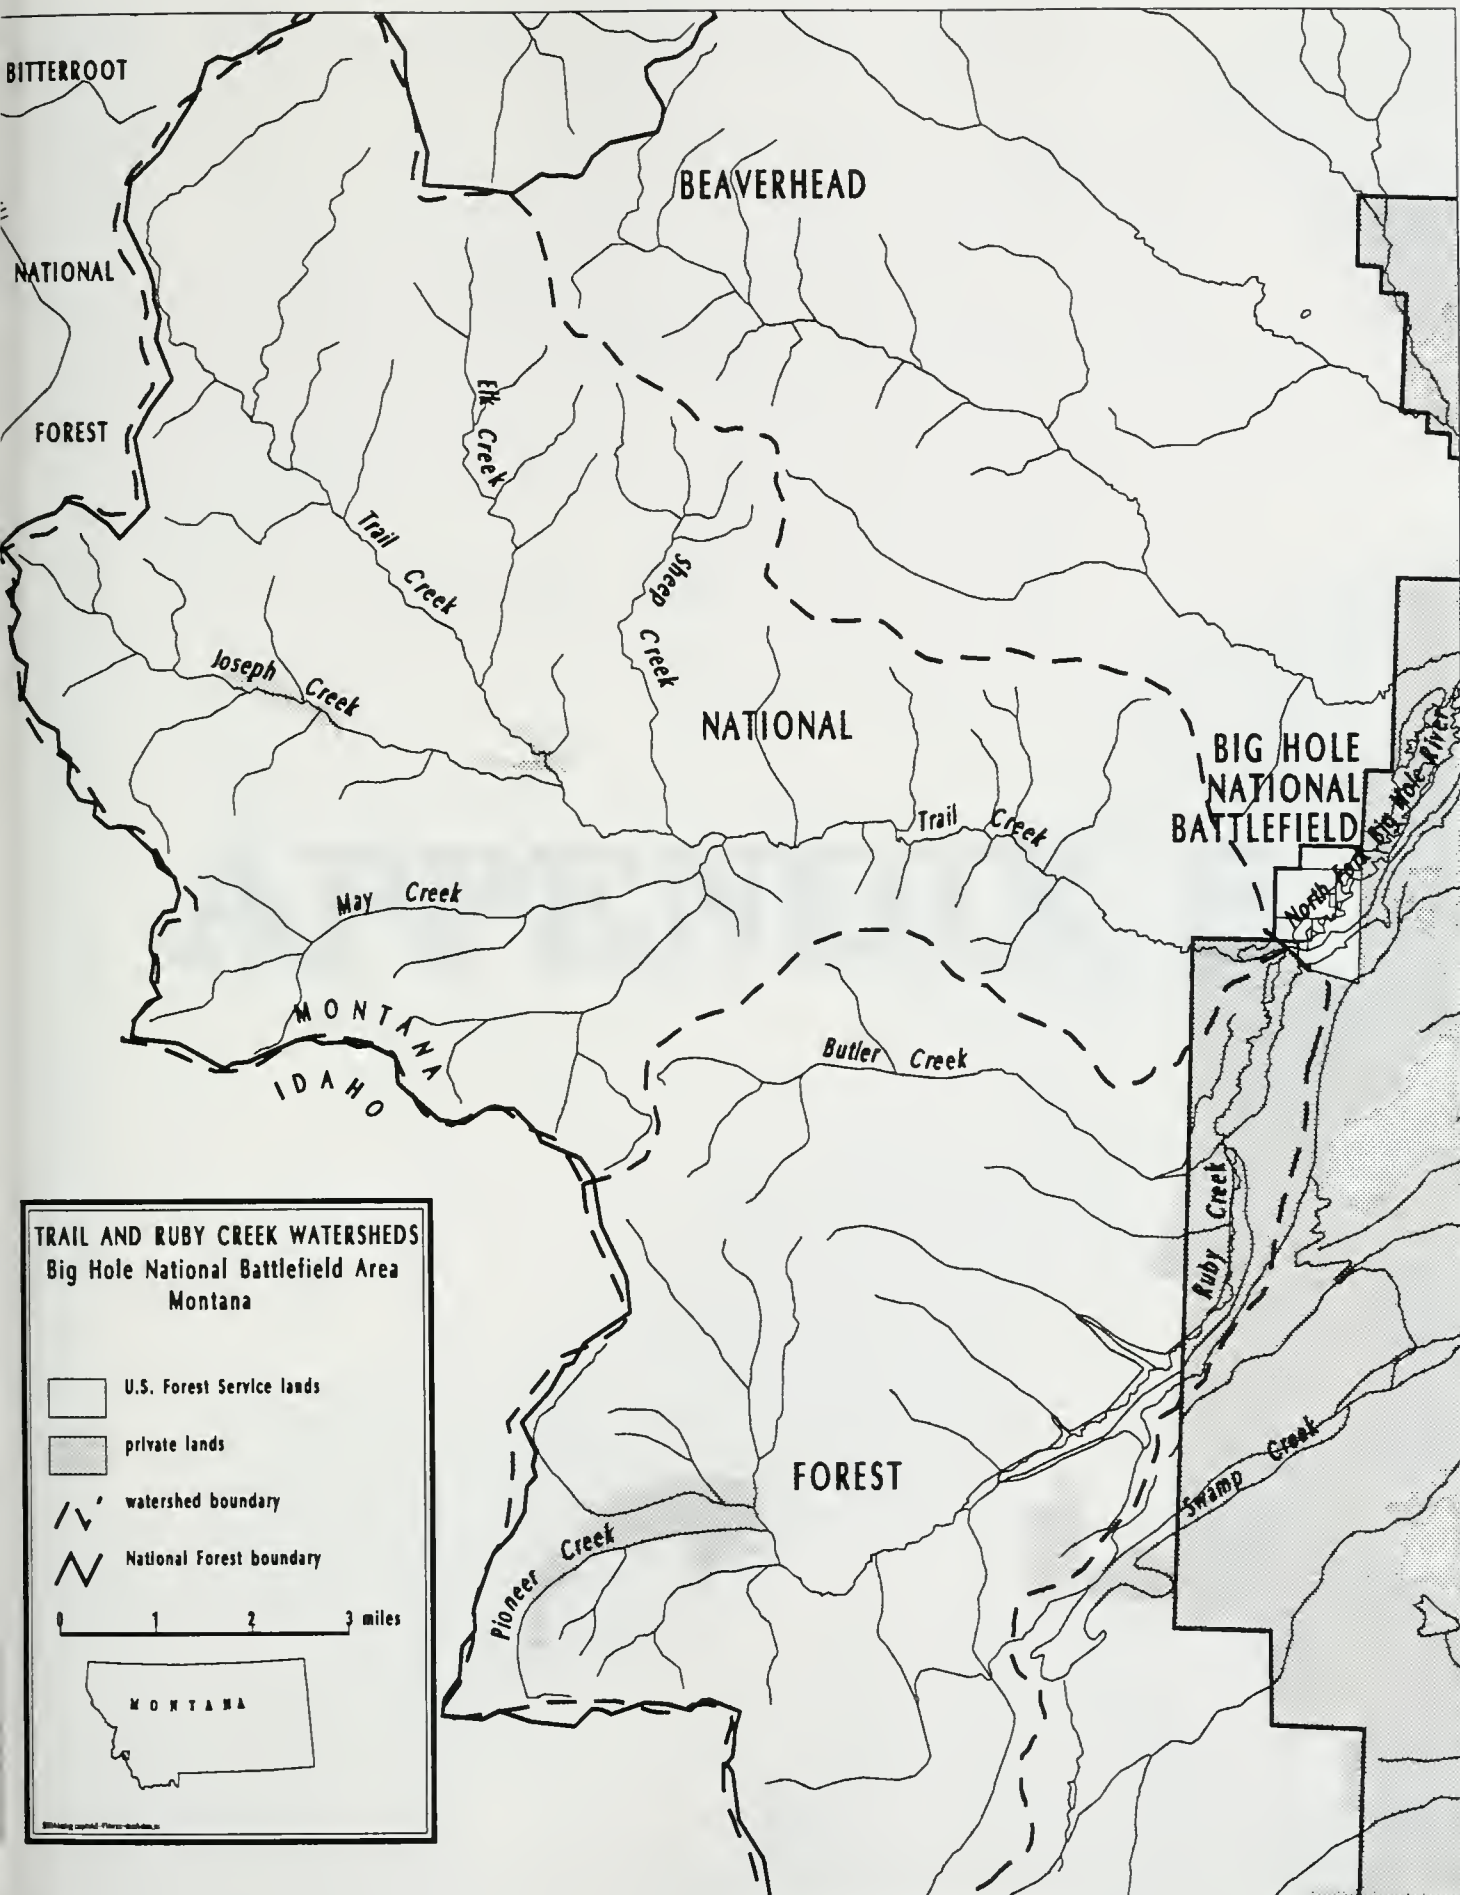 BITTERROOT
NATIONAL
FOREST
BEAVERHEAD
NATIONAL
FOREST
Elk Creek
Trail Creek
Sheep Creek
Joseph Creek
BIG HOLE
NATIONAL
BATTLEFIELD
North Fork Big Hole River
Trail Creek
May Creek
MONTANA
IDAHO
Butler Creek
Ruby Creek
Swamp Creek
Pioneer Creek
TRAIL AND RUBY CREEK WATERSHEDS
Big Hole National Battlefield Area
Montana
U.S. Forest Service lands
private lands
watershed boundary
National Forest boundary
0 1 2 3 miles
MONTANA